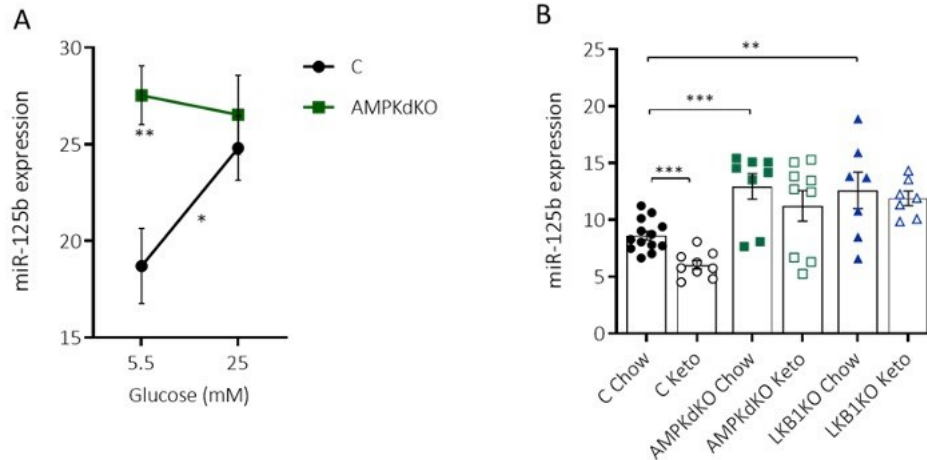 A
30
25
20
15
miR-125b expression
**
*
5.5
25
Glucose (mM)
C
AMPKdKO
B
25
20
15
10
5
0
miR-125b expression
**
***
***
C Chow
C Keto
AMPKdKO Chow
AMPKdKO Keto
LKB1KO Chow
LKB1KO Keto